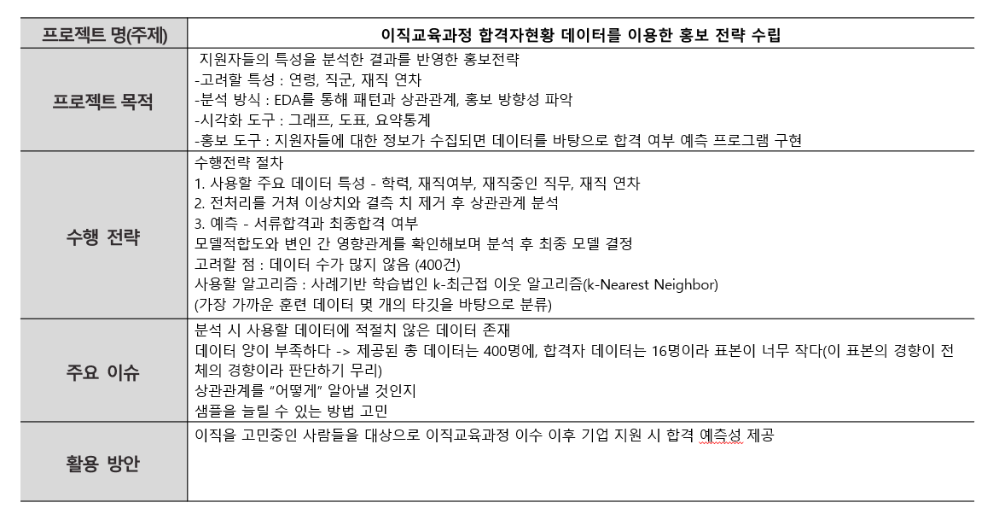 프로젝트 명(주제)
이직교육과정 합격자현황 데이터를 이용한 홍보 전략 수립
프로젝트 목적
지원자들의 특성을 분석한 결과를 반영한 홍보전략
-고려할 특성 : 연령, 직군, 재직 연차
-분석 방식 : EDA를 통해 패턴과 상관관계, 홍보 방향성 파악
-시각화 도구 : 그래프, 도표, 요약통계
-홍보 도구 : 지원자들에 대한 정보가 수집되면 데이터를 바탕으로 합격 여부 예측 프로그램 구현
수행 전략
수행전략 절차
1. 사용할 주요 데이터 특성 - 학력, 재직여부, 재직중인 직무, 재직 연차
2. 전처리를 거쳐 이상치와 결측 치 제거 후 상관관계 분석
3. 예측 - 서류합격과 최종합격 여부
모델적합도와 변인 간 영향관계를 확인해보며 분석 후 최종 모델 결정
고려할 점 : 데이터 수가 많지 않음 (400건)
사용할 알고리즘 : 사례기반 학습법인 k-최근접 이웃 알고리즘(k-Nearest Neighbor)
(가장 가까운 훈련 데이터 몇 개의 타깃을 바탕으로 분류)
주요 이슈
분석 시 사용할 데이터에 적절치 않은 데이터 존재
데이터 양이 부족하다 -> 제공된 총 데이터는 400명에, 합격자 데이터는 16명이라 표본이 너무 작다(이 표본의 경향이 전
체의 경향이라 판단하기 무리)
상관관계를 “어떻게” 알아낼 것인지
샘플을 늘릴 수 있는 방법 고민
활용 방안
이직을 고민중인 사람들을 대상으로 이직교육과정 이수 이후 기업 지원 시 합격 예측성 제공